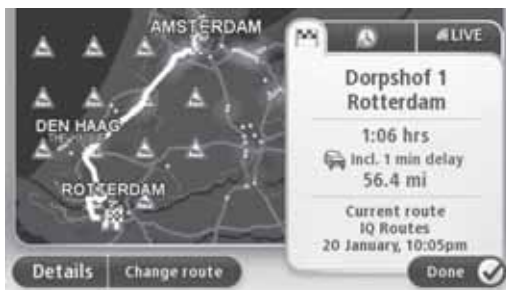 AMSTERDAM
DEN HAAG
ROTTERDAM
LIVE
Dorpshof 1
Rotterdam
1:06 hrs
Incl. 1 min delay
56.4 mi
Current route
IQ Routes
20 January, 10:05pm
Details
Change route
Done